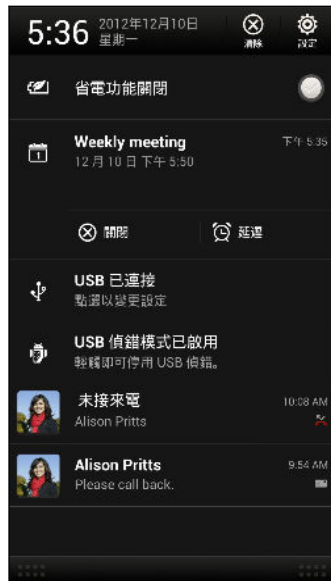 5:36
2012年12月10日
星期一
清除
設定
省電功能關閉
1
Weekly meeting
下午 5:35
12 月 10 日 下午 5:50
關閉
延遲
USB 已連接
點選以變更設定
USB 偵錯模式已啟用
輕觸即可停用 USB 偵錯。
未接來電
10:08 AM
Alison Pritts
Alison Pritts
9:54 AM
Please call back.